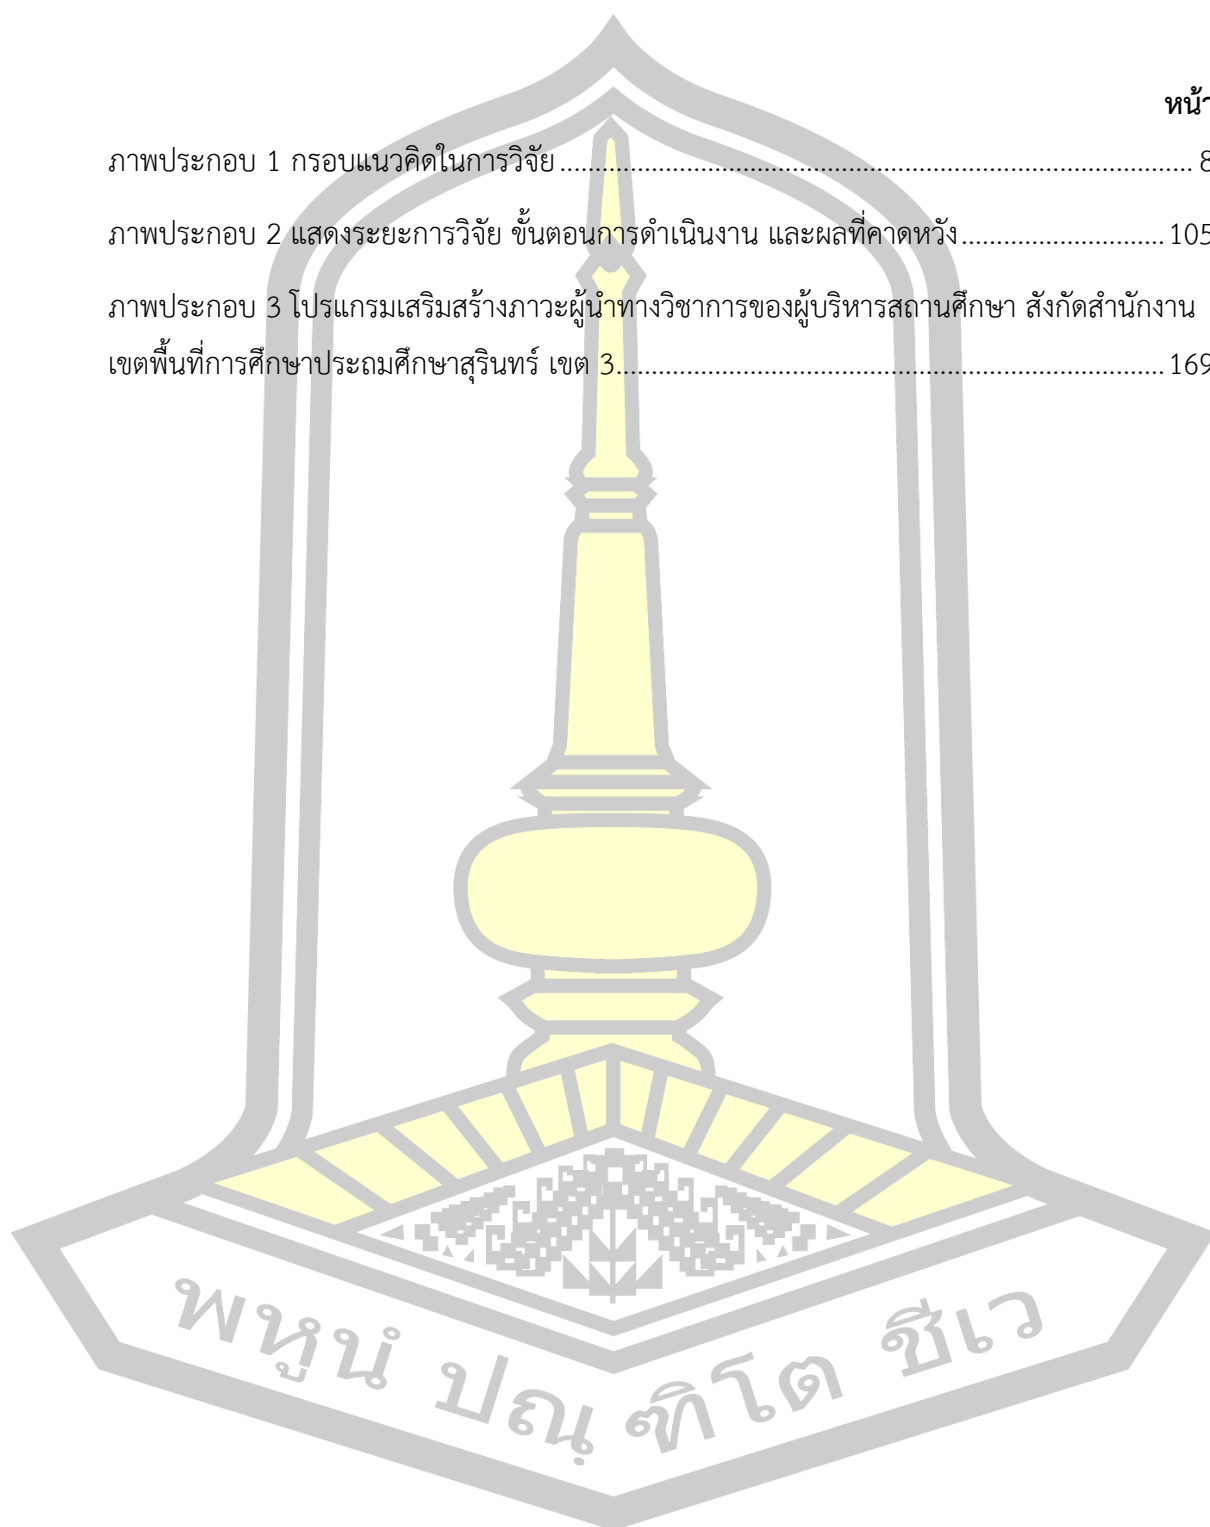 หน้า
ภาพประกอบ 1 กรอบแนวคิดในการวิจัย ......................................................................................... 8
ภาพประกอบ 2 แสดงระยะการวิจัย ขั้นตอนการดำเนินงาน และผลที่คาดหวัง ............................. 105
ภาพประกอบ 3 โปรแกรมเสริมสร้างภาวะผู้นำทางวิชาการของผู้บริหารสถานศึกษา สังกัดสำนักงาน
เขตพื้นที่การศึกษาประถมศึกษาสุรินทร์ เขต 3............................................................................. 169
พหูนํ ปณฺฑิโต ชีเว